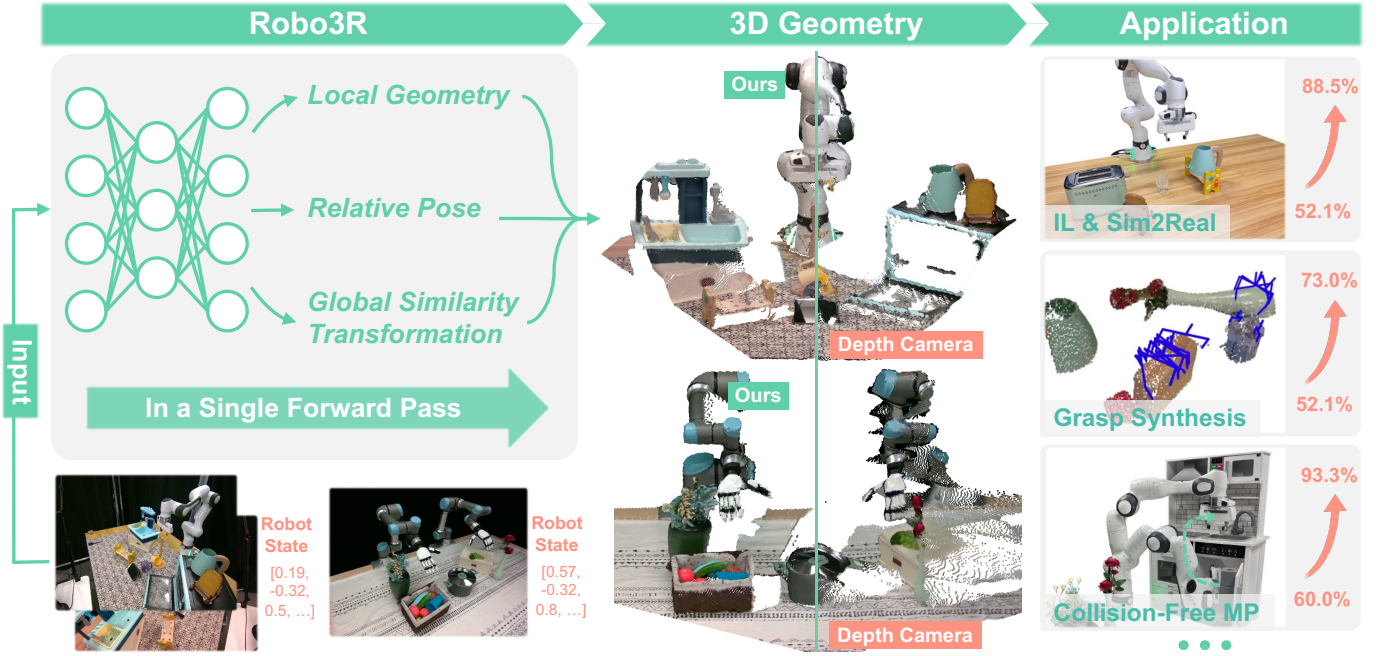 Robo3R
3D Geometry
Application
Local Geometry
Relative Pose
Global Similarity
Transformation
In a Single Forward Pass
Input
Robot
State
[0.19,
-0.32,
0.5, ...]
Robot
State
[0.57,
-0.32,
0.8, ...]
Ours
Depth Camera
Ours
Depth Camera
88.5%
52.1%
IL & Sim2Real
73.0%
52.1%
Grasp Synthesis
93.3%
60.0%
Collision-Free MP